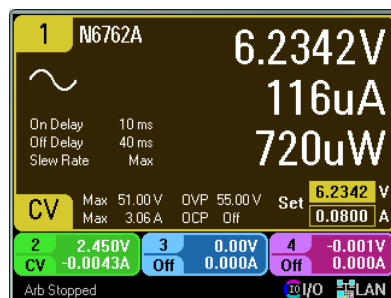 1 N6762A 6.2342V
116uA
On Delay 10 ms
Off Delay 40 ms
Slew Rate Max
720uW
CV Max 51.00 V OVP 55.00 V Set 6.2342 V
Max 3.06 A OCP Off 0.0800 A
2 2.450V 3 0.00V 4 -0.001V
CV -0.0043A Off 0.000A Off 0.000A
Arb Stopped IO I/O LAN